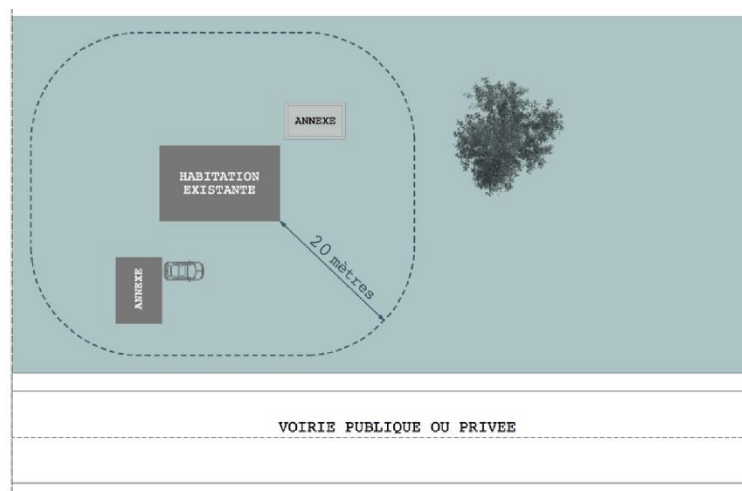 ANNEXE
HABITATION
EXISTANTE
20 mètres
ANNEXE
VOIRIE PUBLIQUE OU PRIVEE